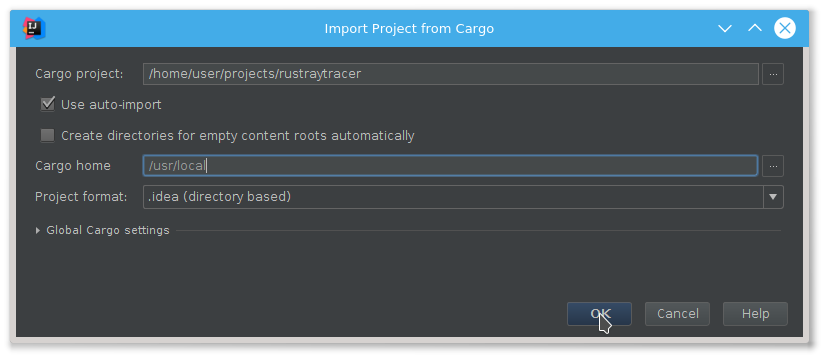 Import Project from Cargo
Cargo project: /home/user/projects/rustraytracer ...
Use auto-import
Create directories for empty content roots automatically
Cargo home /usr/local ...
Project format: .idea (directory based)
Global Cargo settings
OK Cancel Help